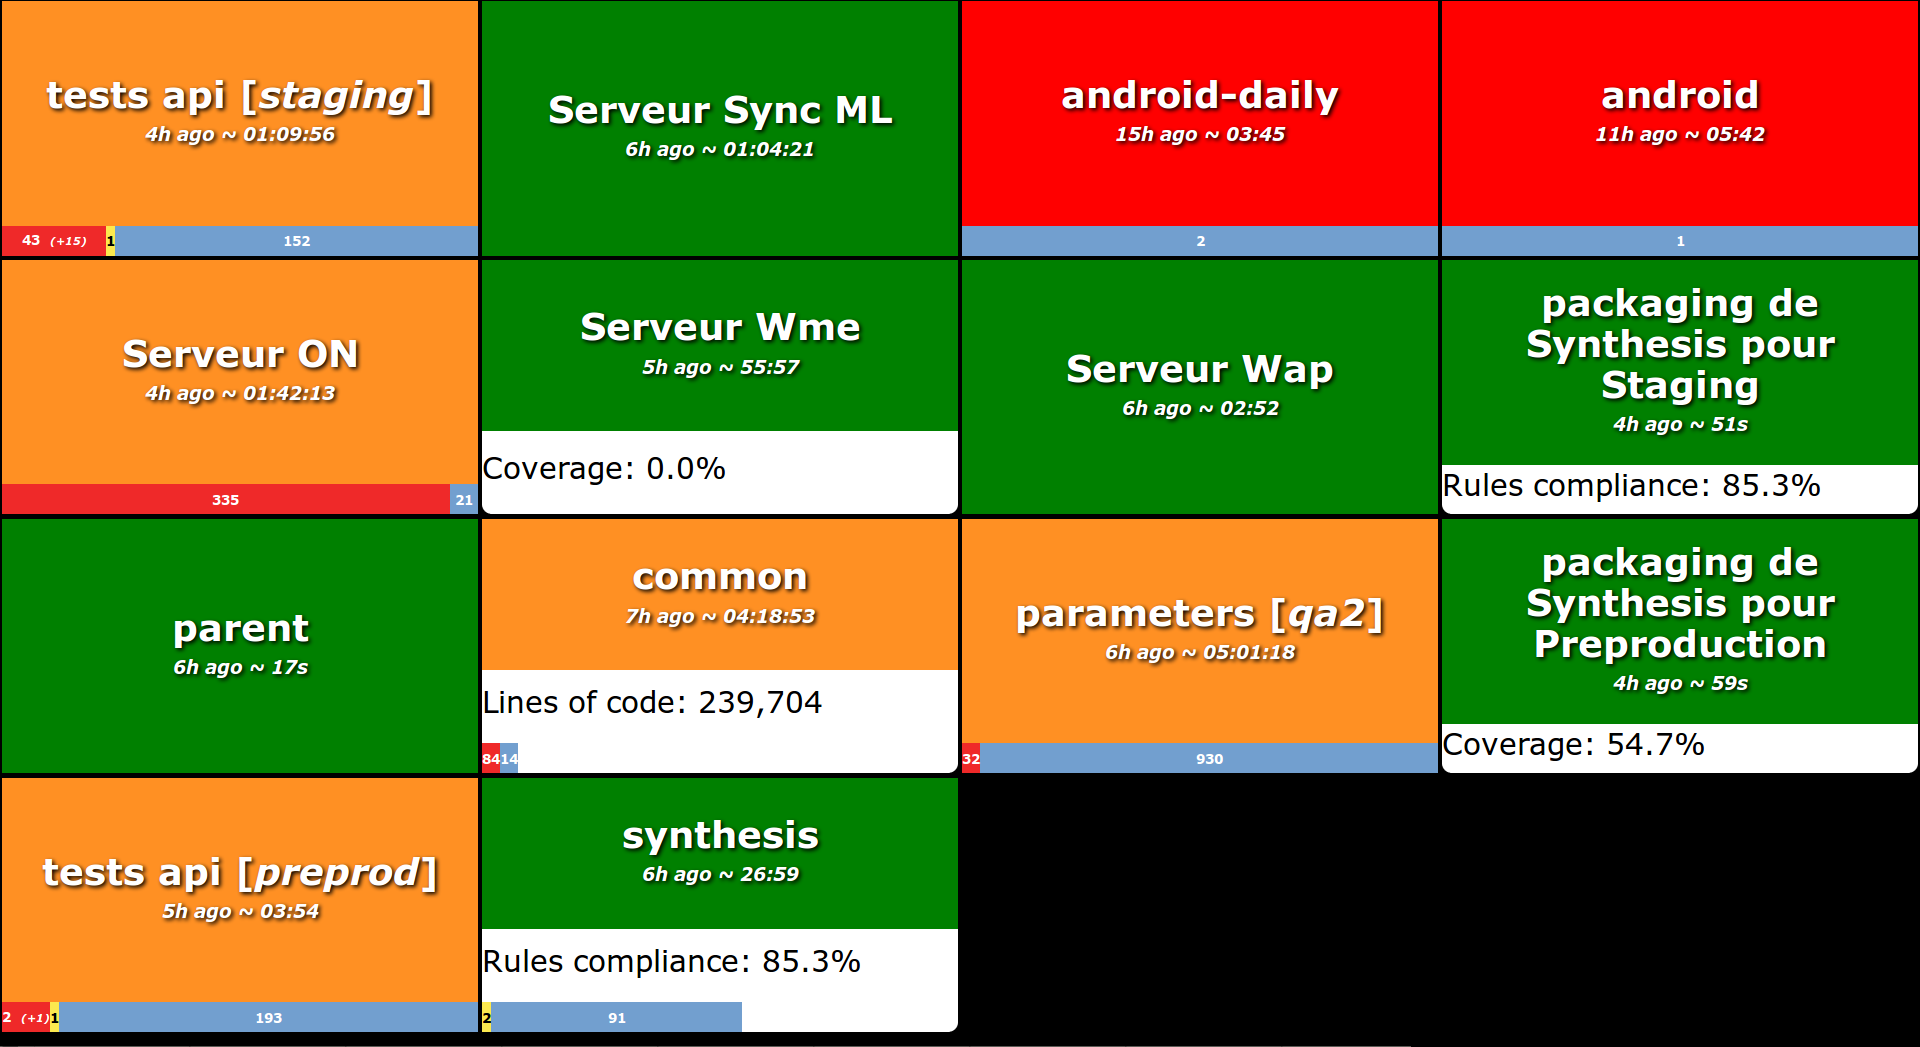 tests api [staging]
4h ago ~ 01:09:56
43 (+15) 1 152
Serveur Sync ML
6h ago ~ 01:04:21
android-daily
15h ago ~ 03:45
2
android
11h ago ~ 05:42
1
Serveur ON
4h ago ~ 01:42:13
335 21
Serveur Wme
5h ago ~ 55:57
Coverage: 0.0%
Serveur Wap
6h ago ~ 02:52
packaging de
Synthesis pour
Staging
4h ago ~ 51s
Rules compliance: 85.3%
parent
6h ago ~ 17s
common
7h ago ~ 04:18:53
Lines of code: 239,704
84 14
parameters [qa2]
6h ago ~ 05:01:18
32 930
packaging de
Synthesis pour
Preproduction
4h ago ~ 59s
Coverage: 54.7%
tests api [preprod]
5h ago ~ 03:54
2 (+1) 1 193
synthesis
6h ago ~ 26:59
Rules compliance: 85.3%
2 91